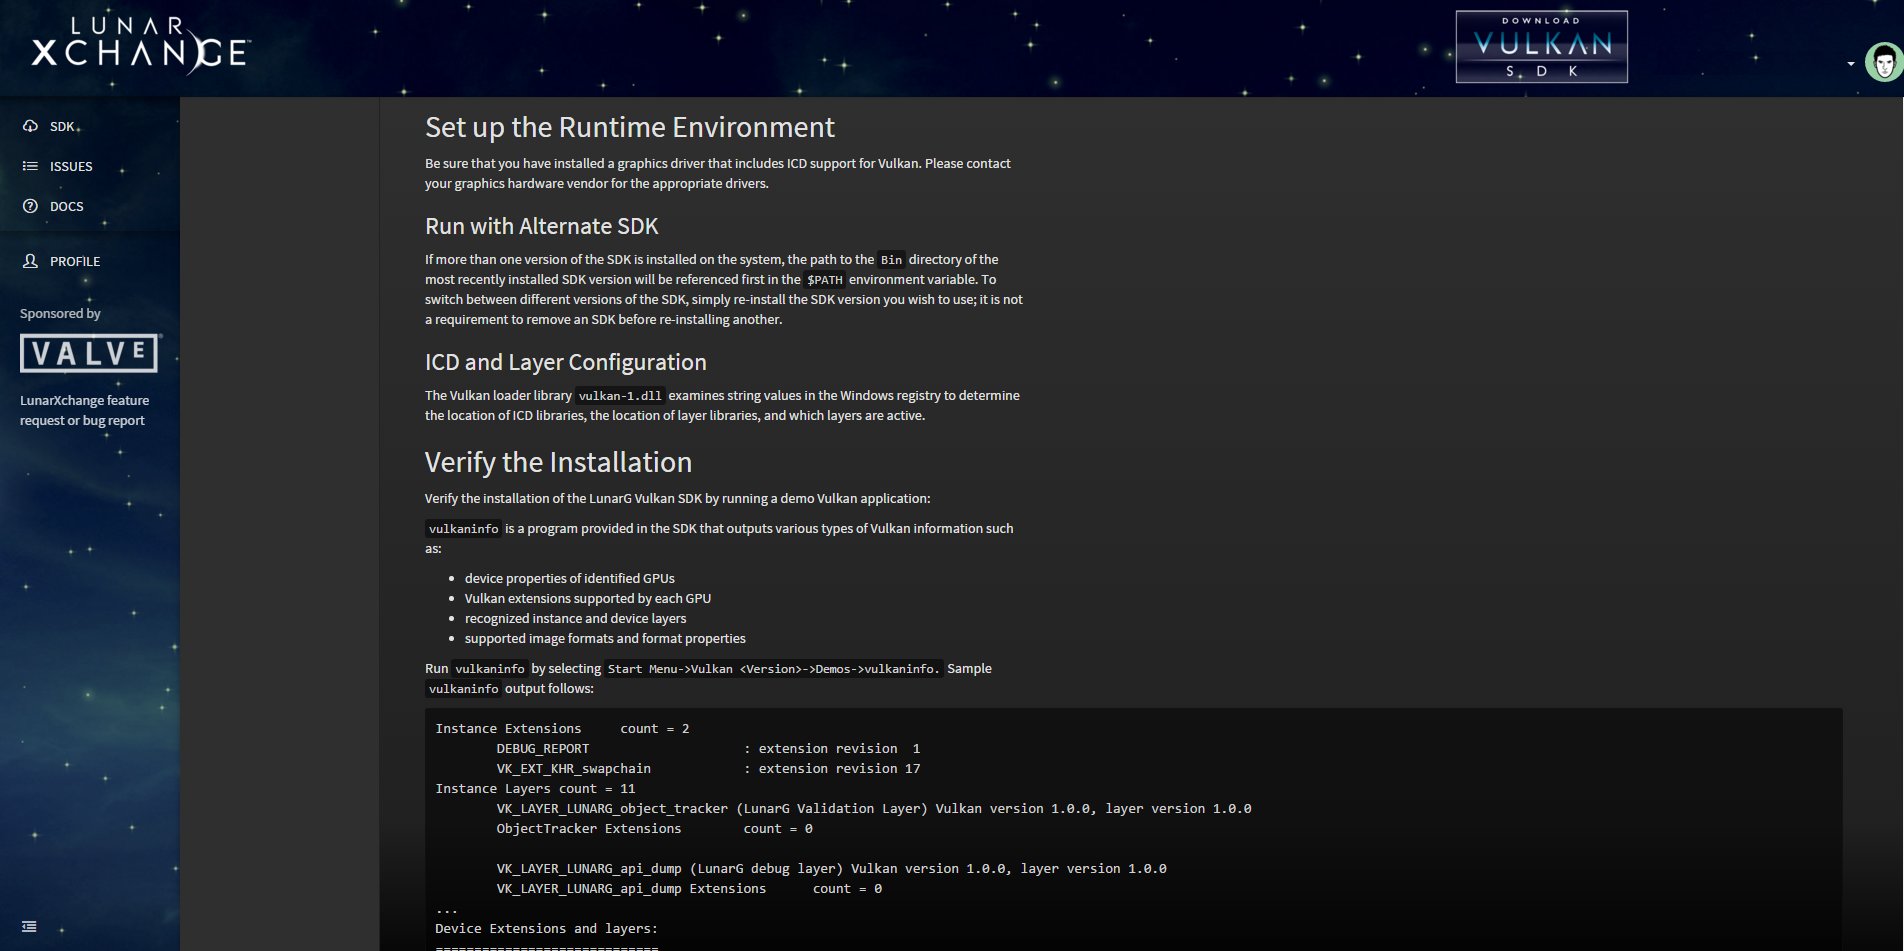 LUNAR
XCHANGE™
DOWNLOAD
VULKAN
SDK
SDK
ISSUES
DOCS
PROFILE
Sponsored by
VALVE®
LunarXchange feature
request or bug report
Set up the Runtime Environment
Be sure that you have installed a graphics driver that includes ICD support for Vulkan. Please contact
your graphics hardware vendor for the appropriate drivers.
Run with Alternate SDK
If more than one version of the SDK is installed on the system, the path to the Bin directory of the
most recently installed SDK version will be referenced first in the $PATH environment variable. To
switch between different versions of the SDK, simply re-install the SDK version you wish to use; it is not
a requirement to remove an SDK before re-installing another.
ICD and Layer Configuration
The Vulkan loader library vulkan-1.dll examines string values in the Windows registry to determine
the location of ICD libraries, the location of layer libraries, and which layers are active.
Verify the Installation
Verify the installation of the LunarG Vulkan SDK by running a demo Vulkan application:
vulkaninfo is a program provided in the SDK that outputs various types of Vulkan information such
as:
• device properties of identified GPUs
• Vulkan extensions supported by each GPU
• recognized instance and device layers
• supported image formats and format properties
Run vulkaninfo by selecting Start Menu->Vulkan <Version>->Demos->vulkaninfo. Sample
vulkaninfo output follows:
Instance Extensions     count = 2
        DEBUG_REPORT                    : extension revision  1
        VK_EXT_KHR_swapchain            : extension revision 17
Instance Layers count = 11
        VK_LAYER_LUNARG_object_tracker (LunarG Validation Layer) Vulkan version 1.0.0, layer version 1.0.0
        ObjectTracker Extensions        count = 0
        VK_LAYER_LUNARG_api_dump (LunarG debug layer) Vulkan version 1.0.0, layer version 1.0.0
        VK_LAYER_LUNARG_api_dump Extensions      count = 0
...
Device Extensions and layers:
=============================